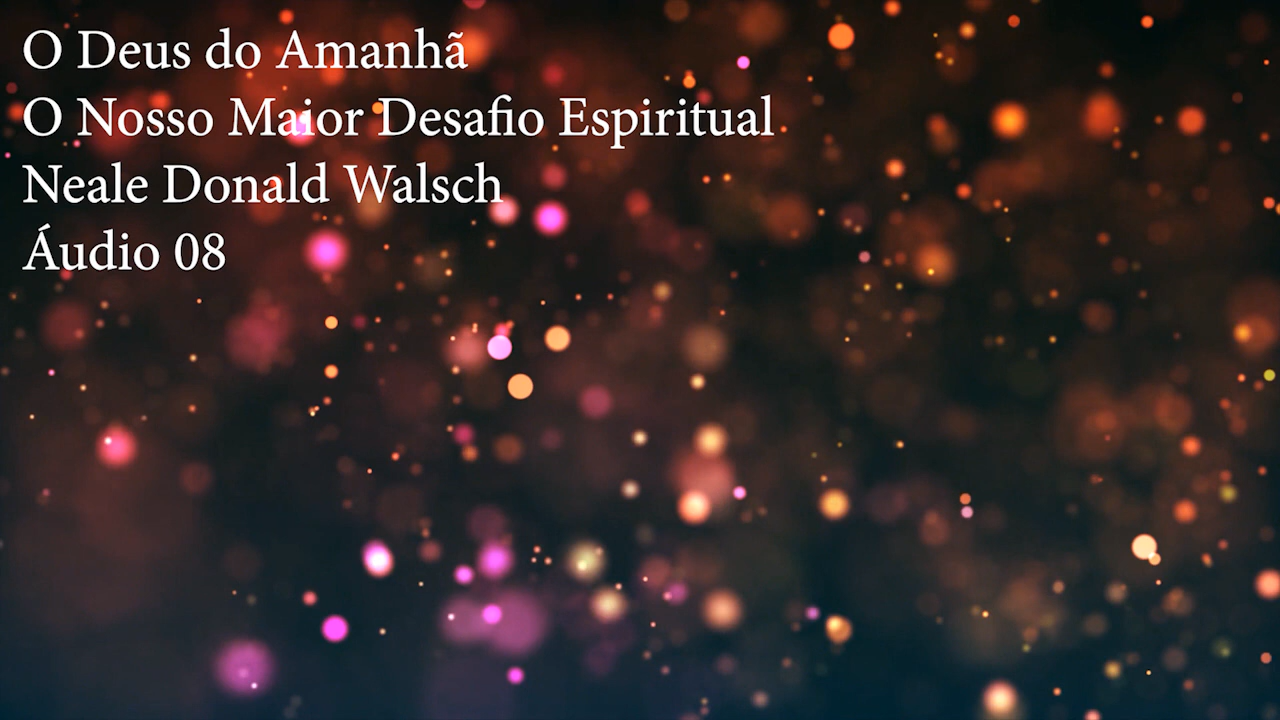 O Deus do Amanhã
O Nosso Maior Desafio Espiritual
Neale Donald Walsch
Áudio 08